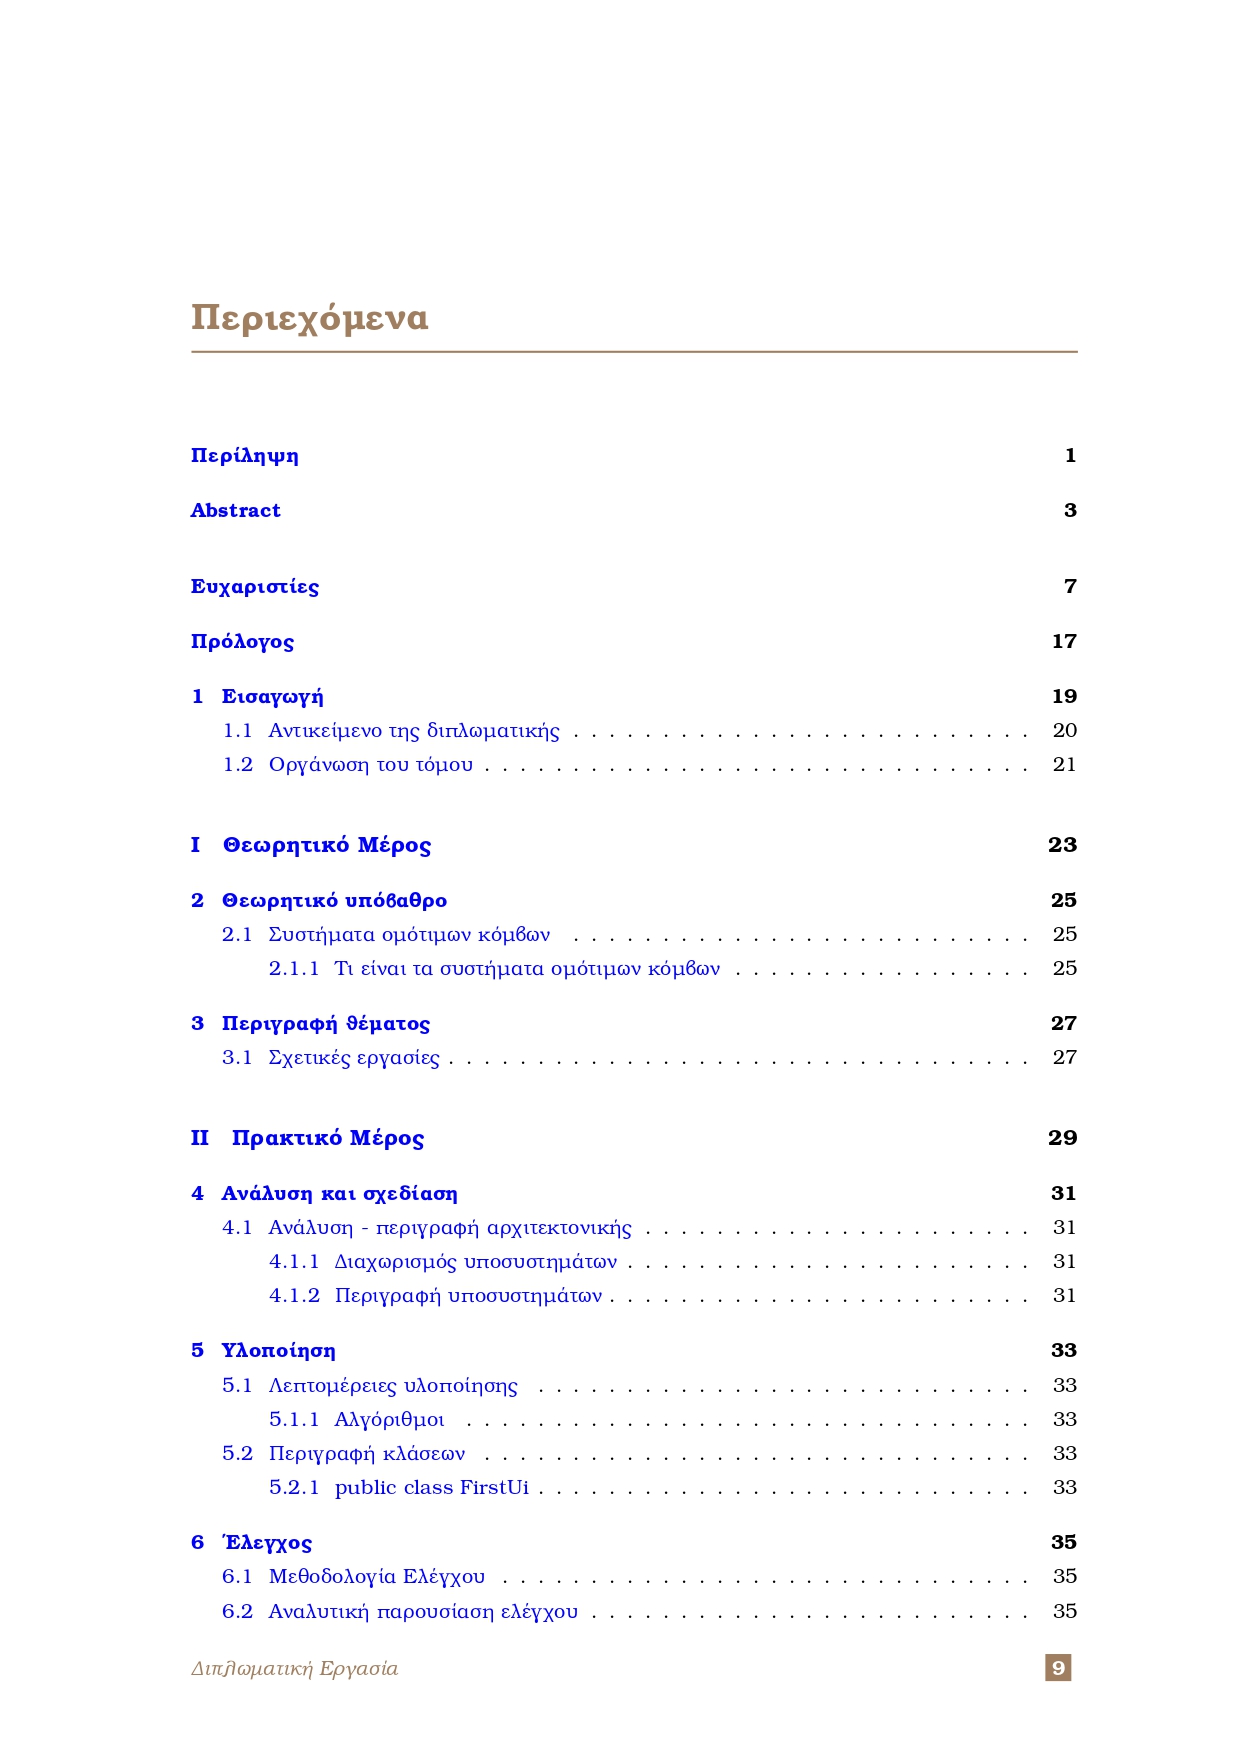 Περιεχόμενα
Περίληψη 1
Abstract 3
Ευχαριστίες 7
Πρόλογος 17
1 Εισαγωγή 19
1.1 Αντικείμενο της διπλωματικής . . . . . . . . . . . . . . . . . . . . . . . . . . 20
1.2 Οργάνωση του τόμου . . . . . . . . . . . . . . . . . . . . . . . . . . . . . . . 21
I Θεωρητικό Μέρος 23
2 Θεωρητικό υπόβαθρο 25
2.1 Συστήματα ομότιμων κόμβων . . . . . . . . . . . . . . . . . . . . . . . . . . 25
2.1.1 Τι είναι τα συστήματα ομότιμων κόμβων . . . . . . . . . . . . . . . . . 25
3 Περιγραφή θέματος 27
3.1 Σχετικές εργασίες . . . . . . . . . . . . . . . . . . . . . . . . . . . . . . . . . 27
II Πρακτικό Μέρος 29
4 Ανάλυση και σχεδίαση 31
4.1 Ανάλυση - περιγραφή αρχιτεκτονικής . . . . . . . . . . . . . . . . . . . . . . 31
4.1.1 Διαχωρισμός υποσυστημάτων . . . . . . . . . . . . . . . . . . . . . . . 31
4.1.2 Περιγραφή υποσυστημάτων . . . . . . . . . . . . . . . . . . . . . . . . 31
5 Υλοποίηση 33
5.1 Λεπτομέρειες υλοποίησης . . . . . . . . . . . . . . . . . . . . . . . . . . . . 33
5.1.1 Αλγόριθμοι . . . . . . . . . . . . . . . . . . . . . . . . . . . . . . . . 33
5.2 Περιγραφή κλάσεων . . . . . . . . . . . . . . . . . . . . . . . . . . . . . . . 33
5.2.1 public class FirstUi . . . . . . . . . . . . . . . . . . . . . . . . . . . . 33
6 Έλεγχος 35
6.1 Μεθοδολογία Ελέγχου . . . . . . . . . . . . . . . . . . . . . . . . . . . . . . 35
6.2 Αναλυτική παρουσίαση ελέγχου . . . . . . . . . . . . . . . . . . . . . . . . . 35
Διπλωματική Εργασία 9